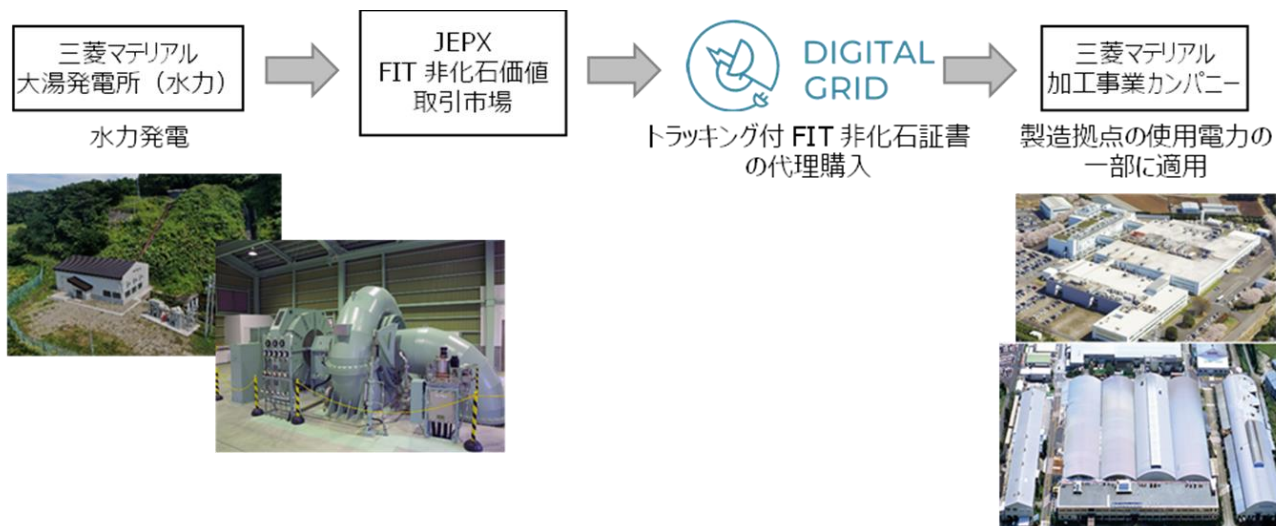 三菱マテリアル
大湯発電所（水力）
水力発電
JEPX
FIT 非化石価値
取引市場
DIGITAL
GRID
トラッキング付 FIT 非化石証書
の代理購入
三菱マテリアル
加工事業カンパニー
製造拠点の使用電力の
一部に適用